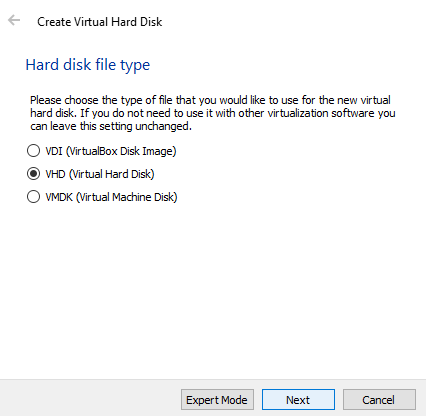 Create Virtual Hard Disk
Hard disk file type
Please choose the type of file that you would like to use for the new virtual
hard disk. If you do not need to use it with other virtualization software you
can leave this setting unchanged.
VDI (VirtualBox Disk Image)
VHD (Virtual Hard Disk)
VMDK (Virtual Machine Disk)
Expert Mode Next Cancel